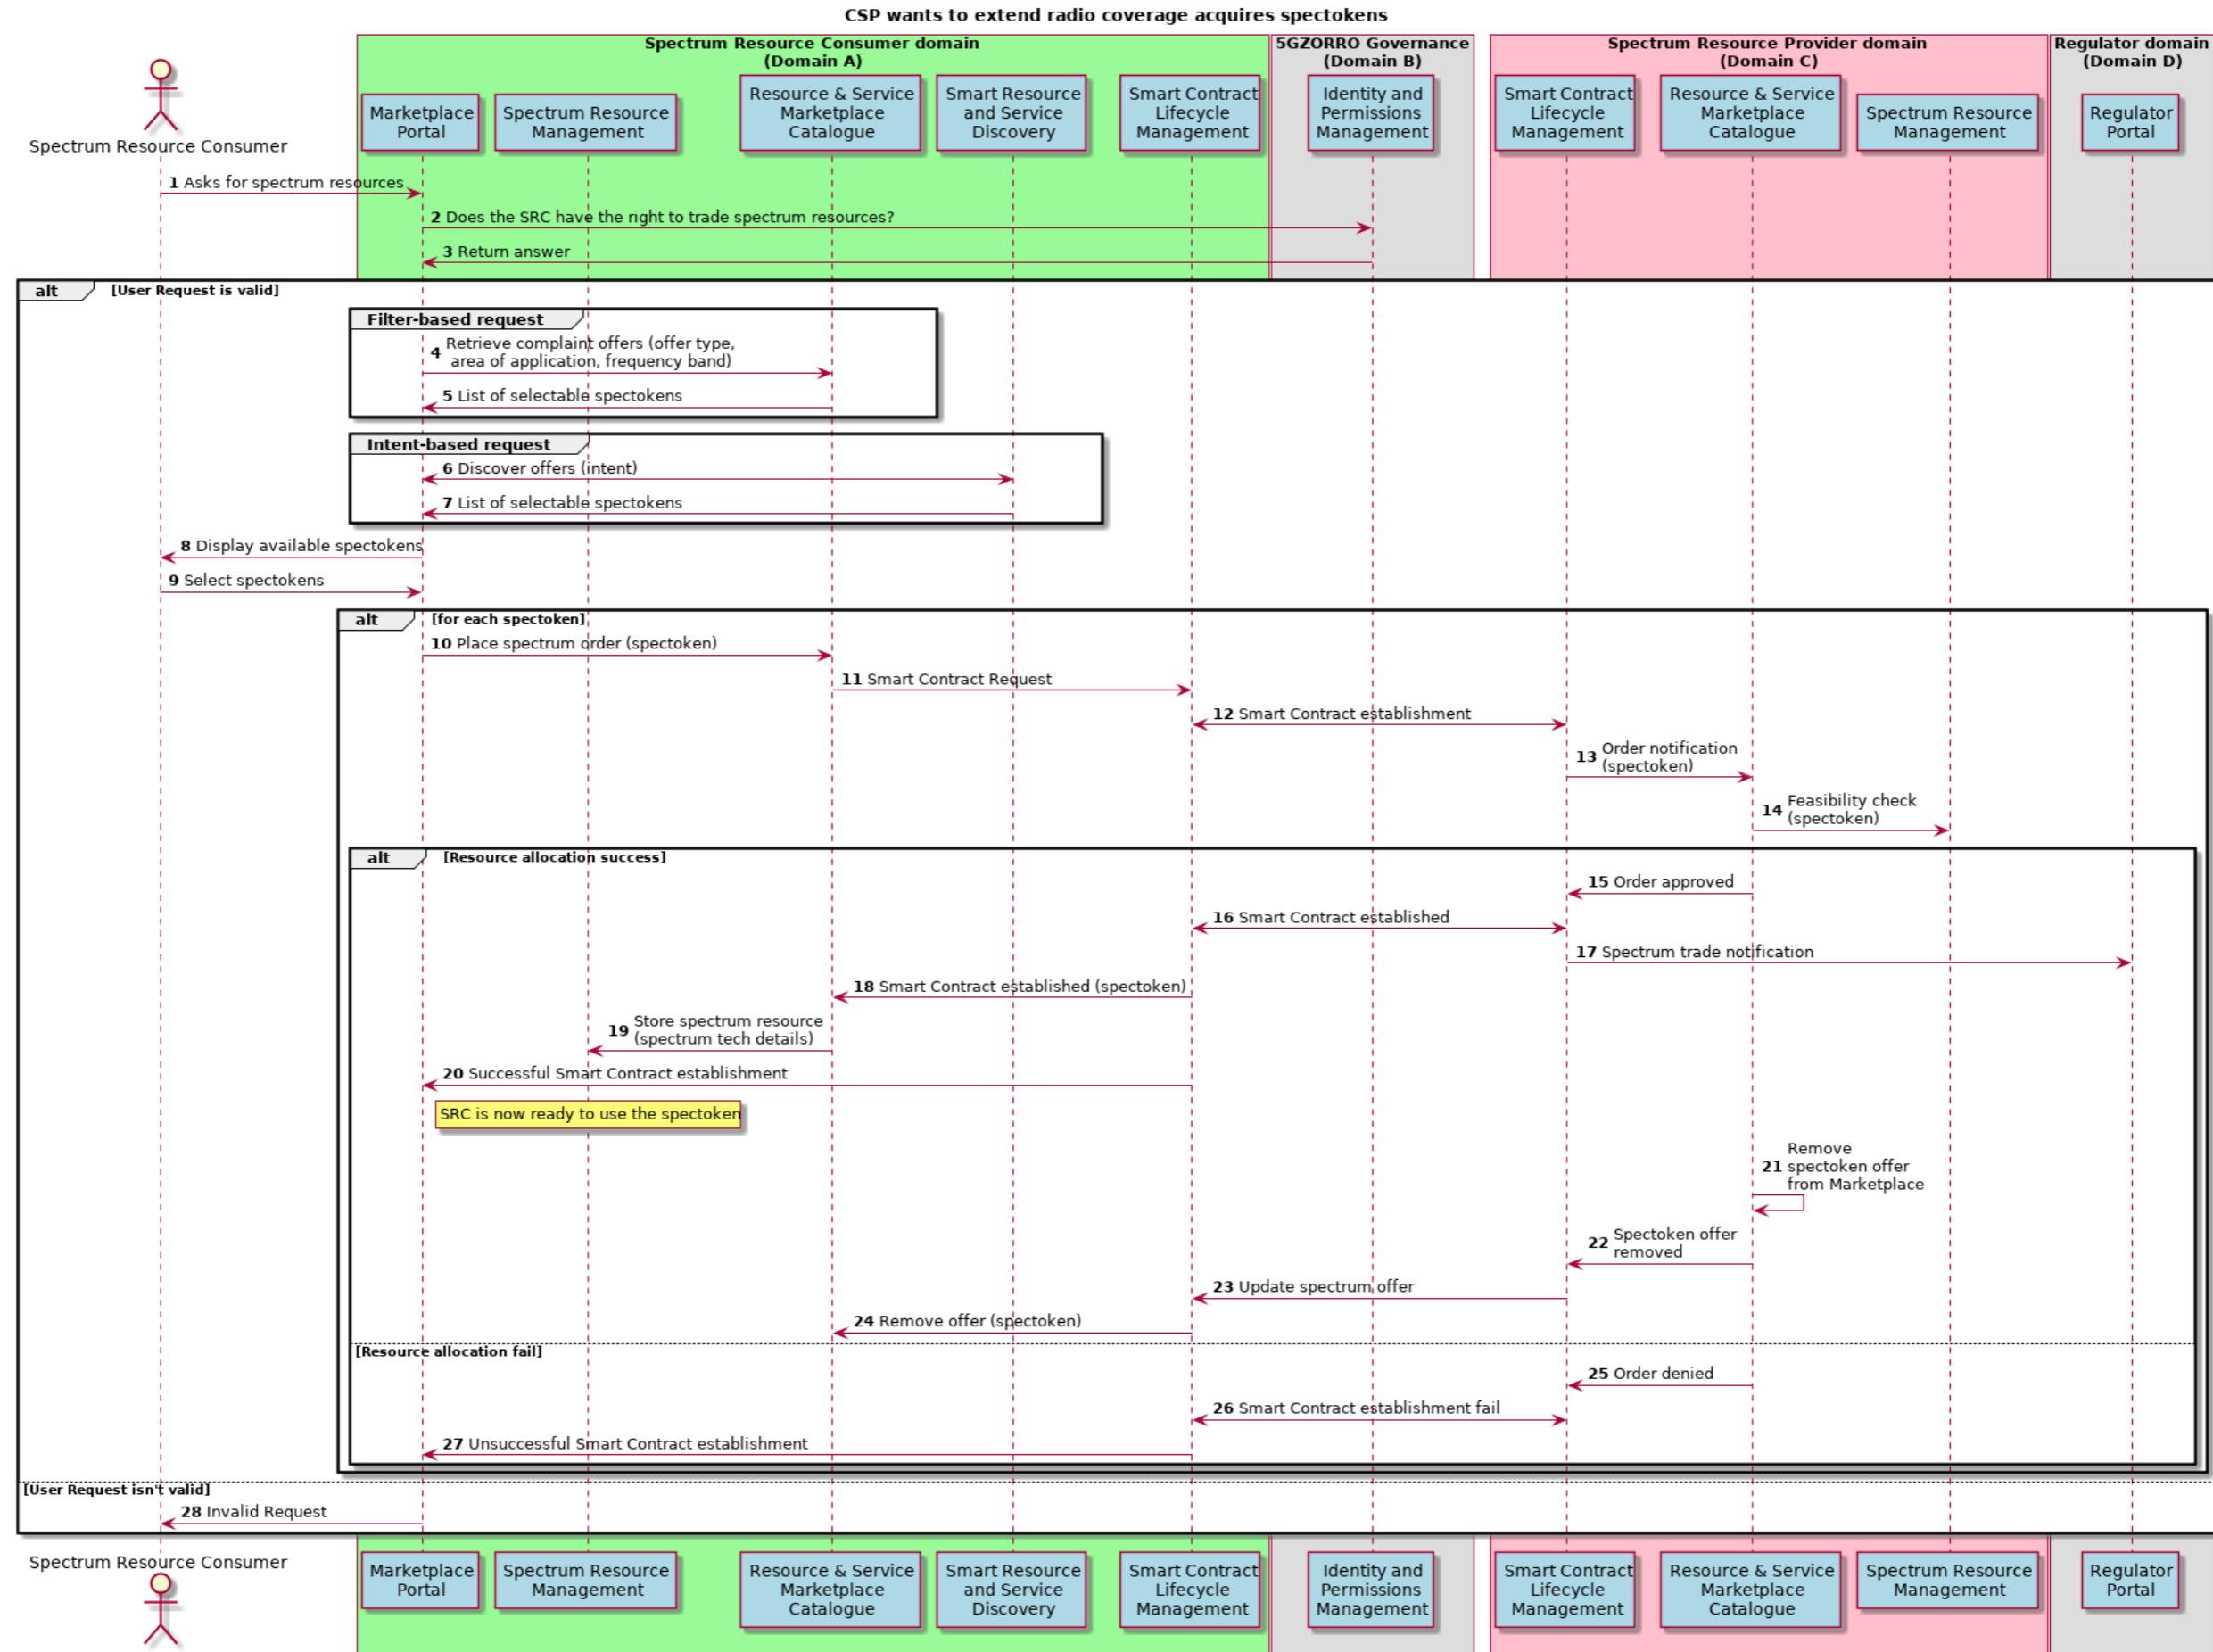 CSP wants to extend radio coverage acquires spectokens
Spectrum Resource Consumer domain
(Domain A)
5GZORRO Governance
(Domain B)
Spectrum Resource Provider domain
(Domain C)
Regulator domain
(Domain D)
Spectrum Resource Consumer
Marketplace
Portal
Spectrum Resource
Management
Resource & Service
Marketplace
Catalogue
Smart Resource
and Service
Discovery
Smart Contract
Lifecycle
Management
Identity and
Permissions
Management
Smart Contract
Lifecycle
Management
Resource & Service
Marketplace
Catalogue
Spectrum Resource
Management
Regulator
Portal
1 Asks for spectrum resources
2 Does the SRC have the right to trade spectrum resources?
3 Return answer
alt [User Request is valid]
Filter-based request
4 Retrieve complaint offers (offer type,
area of application, frequency band)
5 List of selectable spectokens
Intent-based request
6 Discover offers (intent)
7 List of selectable spectokens
8 Display available spectokens
9 Select spectokens
alt [for each spectoken]
10 Place spectrum order (spectoken)
11 Smart Contract Request
12 Smart Contract establishment
13 Order notification
(spectoken)
14 Feasibility check
(spectoken)
alt [Resource allocation success]
15 Order approved
16 Smart Contract established
17 Spectrum trade notification
18 Smart Contract established (spectoken)
19 Store spectrum resource
(spectrum tech details)
20 Successful Smart Contract establishment
SRC is now ready to use the spectoken
21 Remove
spectoken offer
from Marketplace
22 Spectoken offer
removed
23 Update spectrum offer
24 Remove offer (spectoken)
[Resource allocation fail]
25 Order denied
26 Smart Contract establishment fail
27 Unsuccessful Smart Contract establishment
[User Request isn't valid]
28 Invalid Request
Spectrum Resource Consumer
Marketplace
Portal
Spectrum Resource
Management
Resource & Service
Marketplace
Catalogue
Smart Resource
and Service
Discovery
Smart Contract
Lifecycle
Management
Identity and
Permissions
Management
Smart Contract
Lifecycle
Management
Resource & Service
Marketplace
Catalogue
Spectrum Resource
Management
Regulator
Portal